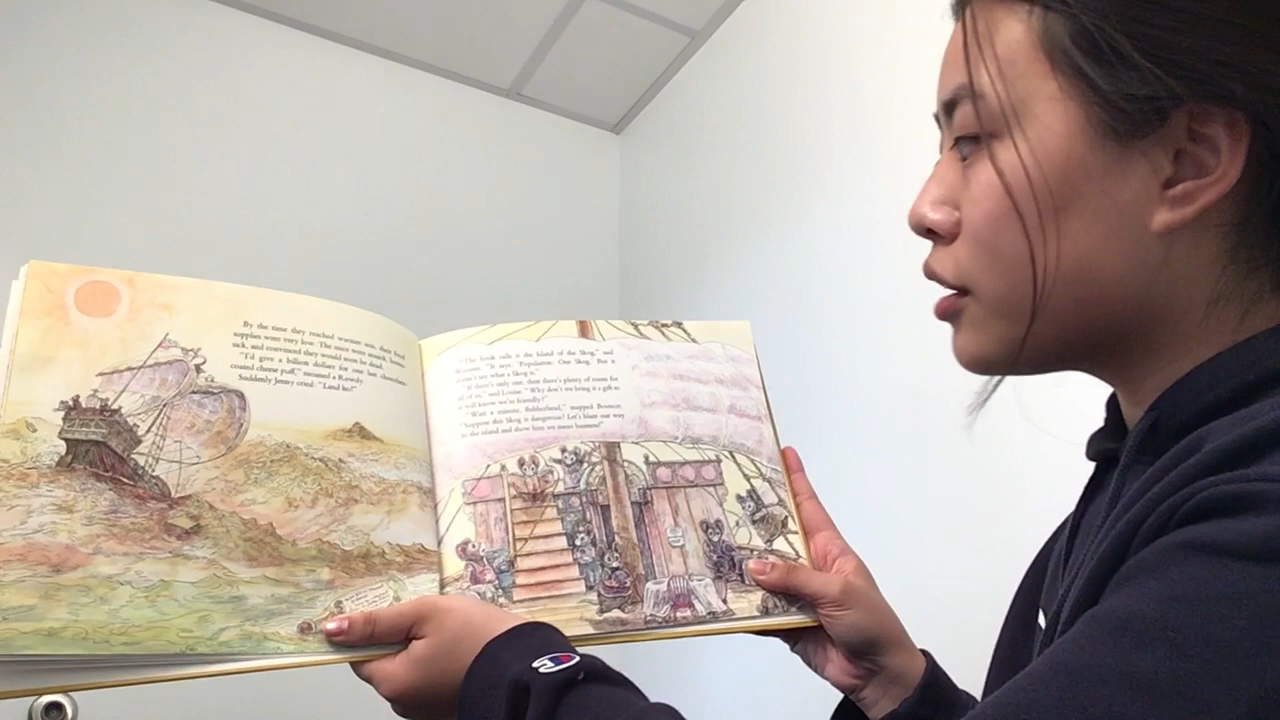 By the time they reached warmer seas, their food
supplies were very low. The mice were seasick, home-
sick, and convinced they would soon be dead.
"I'd give a billion dollars for one last chocolate-
coated cheese puff," moaned a Rowdy.
Suddenly Jenny cried: "Land ho!"
"The book calls it the Island of the Skog," said
"It says: 'Population: One Skog.' But it
doesn't say what a Skog is."
"If there's only one, then there's plenty of room for
all of us," said Louise. "Why don't we bring it a gift so
it will know we're friendly?"
"Wait a minute, Bubblehead," snapped Bouncer.
"Suppose this Skog is dangerous? Let's blast our way
to the island and show him we mean business!"